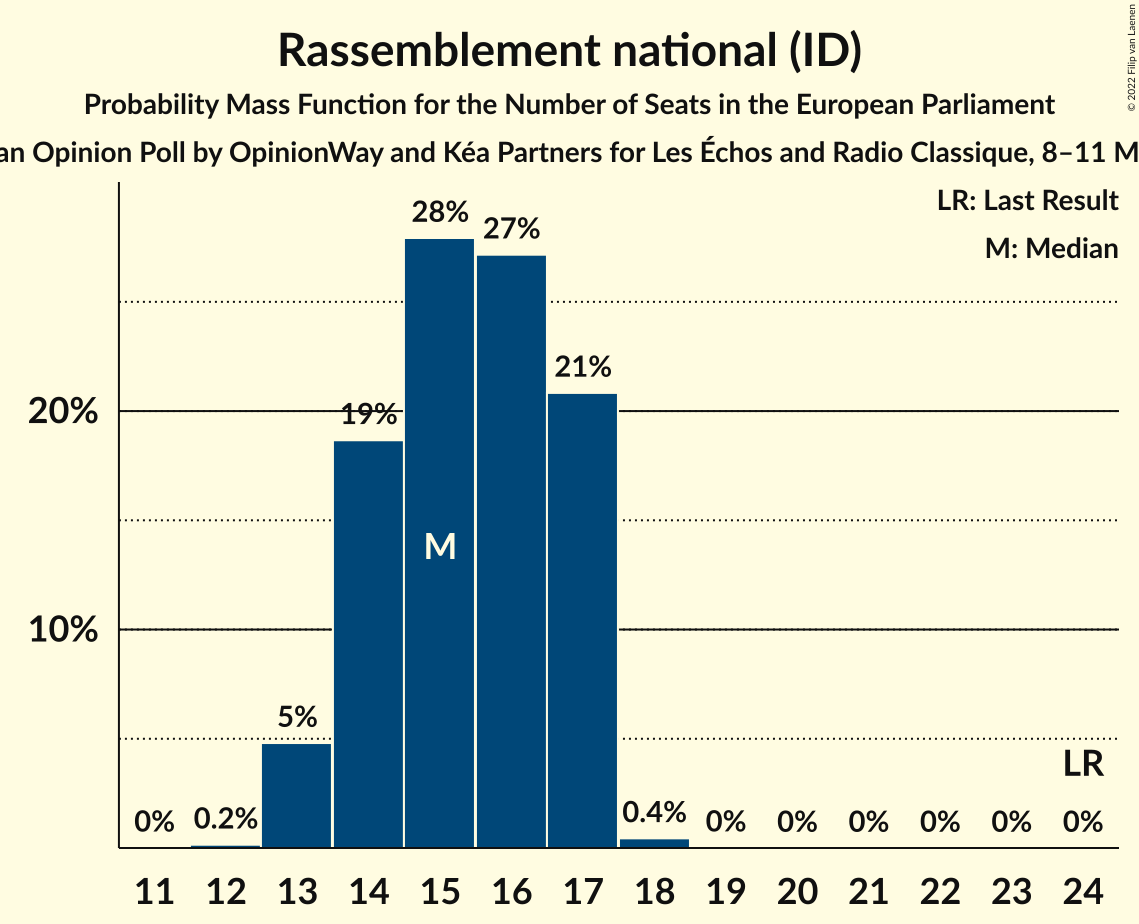 Rassemblement national (ID)
Probability Mass Function for the Number of Seats in the European Parliament
an Opinion Poll by OpinionWay and Kéa Partners for Les Échos and Radio Classique, 8–11 M
© 2022 Filip van Laenen
LR: Last Result
M: Median
28%
27%
21%
20%
19%
M
10%
5%
LR
0% 0.2% 0.4% 0% 0% 0% 0% 0% 0%
11 12 13 14 15 16 17 18 19 20 21 22 23 24